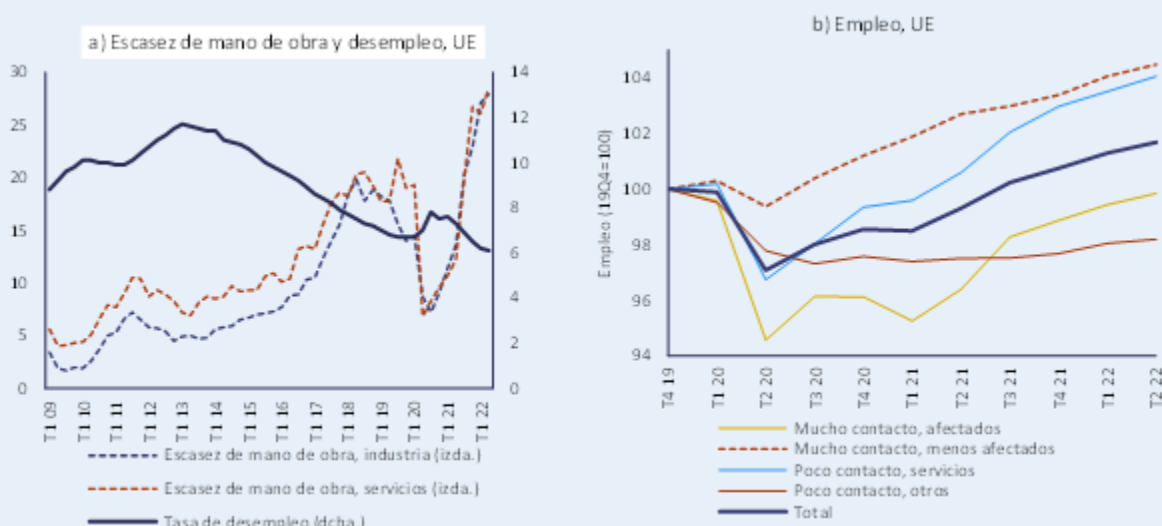 a) Escasez de mano de obra y desempleo, UE
30
25
20
15
10
5
0
14
12
10
8
6
4
2
0
T1 09
T1 10
T1 11
T1 12
T1 13
T1 14
T1 15
T1 16
T1 17
T1 18
T1 19
T1 20
T1 21
T1 22
Escasez de mano de obra, industria (izda.)
Escasez de mano de obra, servicios (izda.)
Tasa de desempleo (dcha.)
b) Empleo, UE
Empleo (19Q4=100)
104
102
100
98
96
94
T4 19
T1 20
T2 20
T3 20
T4 20
T1 21
T2 21
T3 21
T4 21
T1 22
T2 22
Mucho contacto, afectados
Mucho contacto, menos afectados
Poco contacto, servicios
Poco contacto, otros
Total